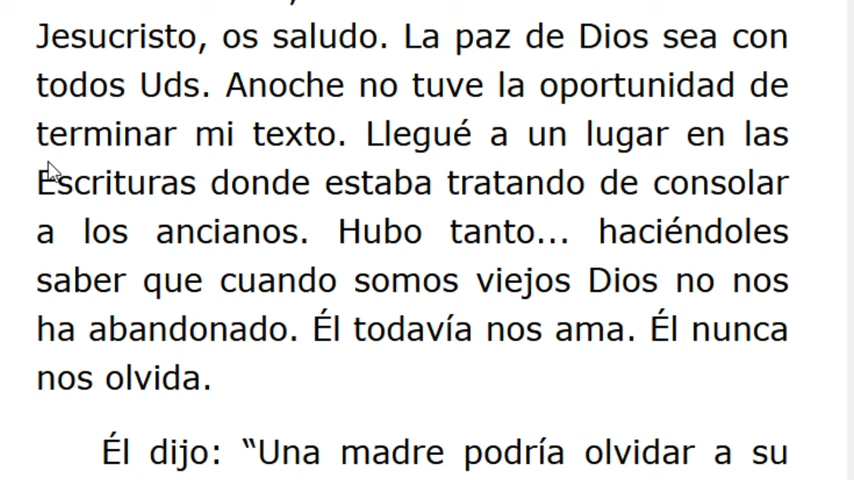 Jesucristo, os saludo. La paz de Dios sea con
todos Uds. Anoche no tuve la oportunidad de
terminar mi texto. Llegué a un lugar en las
Escrituras donde estaba tratando de consolar
a los ancianos. Hubo tanto… haciéndoles
saber que cuando somos viejos Dios no nos
ha abandonado. Él todavía nos ama. Él nunca
nos olvida.
Él dijo: “Una madre podría olvidar a su